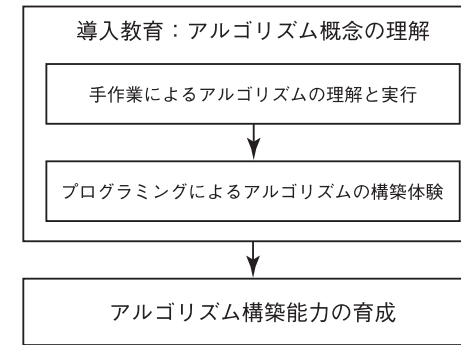 導入教育：アルゴリズム概念の理解
手作業によるアルゴリズムの理解と実行
プログラミングによるアルゴリズムの構築体験
アルゴリズム構築能力の育成